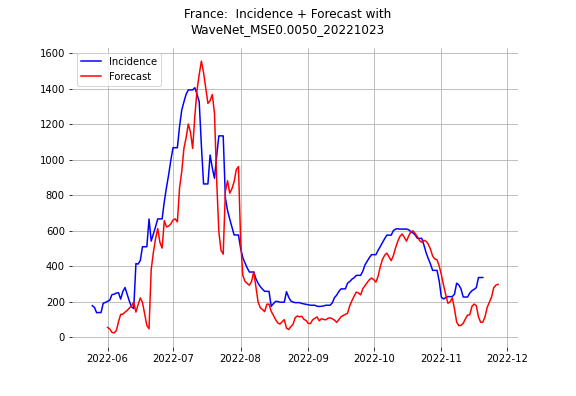 France:  Incidence + Forecast with
WaveNet_MSE0.0050_20221023
Incidence
Forecast
1600
1400
1200
1000
800
600
400
200
0
2022-06 2022-07 2022-08 2022-09 2022-10 2022-11 2022-12